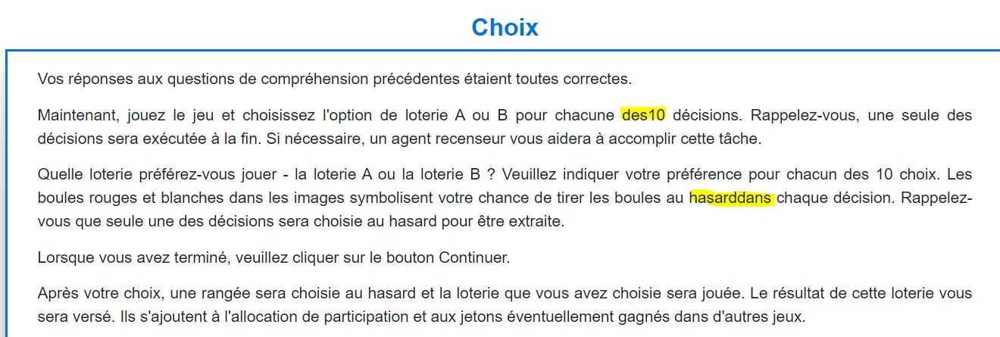 Choix
Vos réponses aux questions de compréhension précédentes étaient toutes correctes.
Maintenant, jouez le jeu et choisissez l'option de loterie A ou B pour chacune des10 décisions. Rappelez-vous, une seule des
décisions sera exécutée à la fin. Si nécessaire, un agent recenseur vous aidera à accomplir cette tâche.
Quelle loterie préférez-vous jouer - la loterie A ou la loterie B ? Veuillez indiquer votre préférence pour chacun des 10 choix. Les
boules rouges et blanches dans les images symbolisent votre chance de tirer les boules au hasarddans chaque décision. Rappelez-
vous que seule une des décisions sera choisie au hasard pour être extraite.
Lorsque vous avez terminé, veuillez cliquer sur le bouton Continuer.
Après votre choix, une rangée sera choisie au hasard et la loterie que vous avez choisie sera jouée. Le résultat de cette loterie vous
sera versé. Ils s'ajoutent à l'allocation de participation et aux jetons éventuellement gagnés dans d'autres jeux.